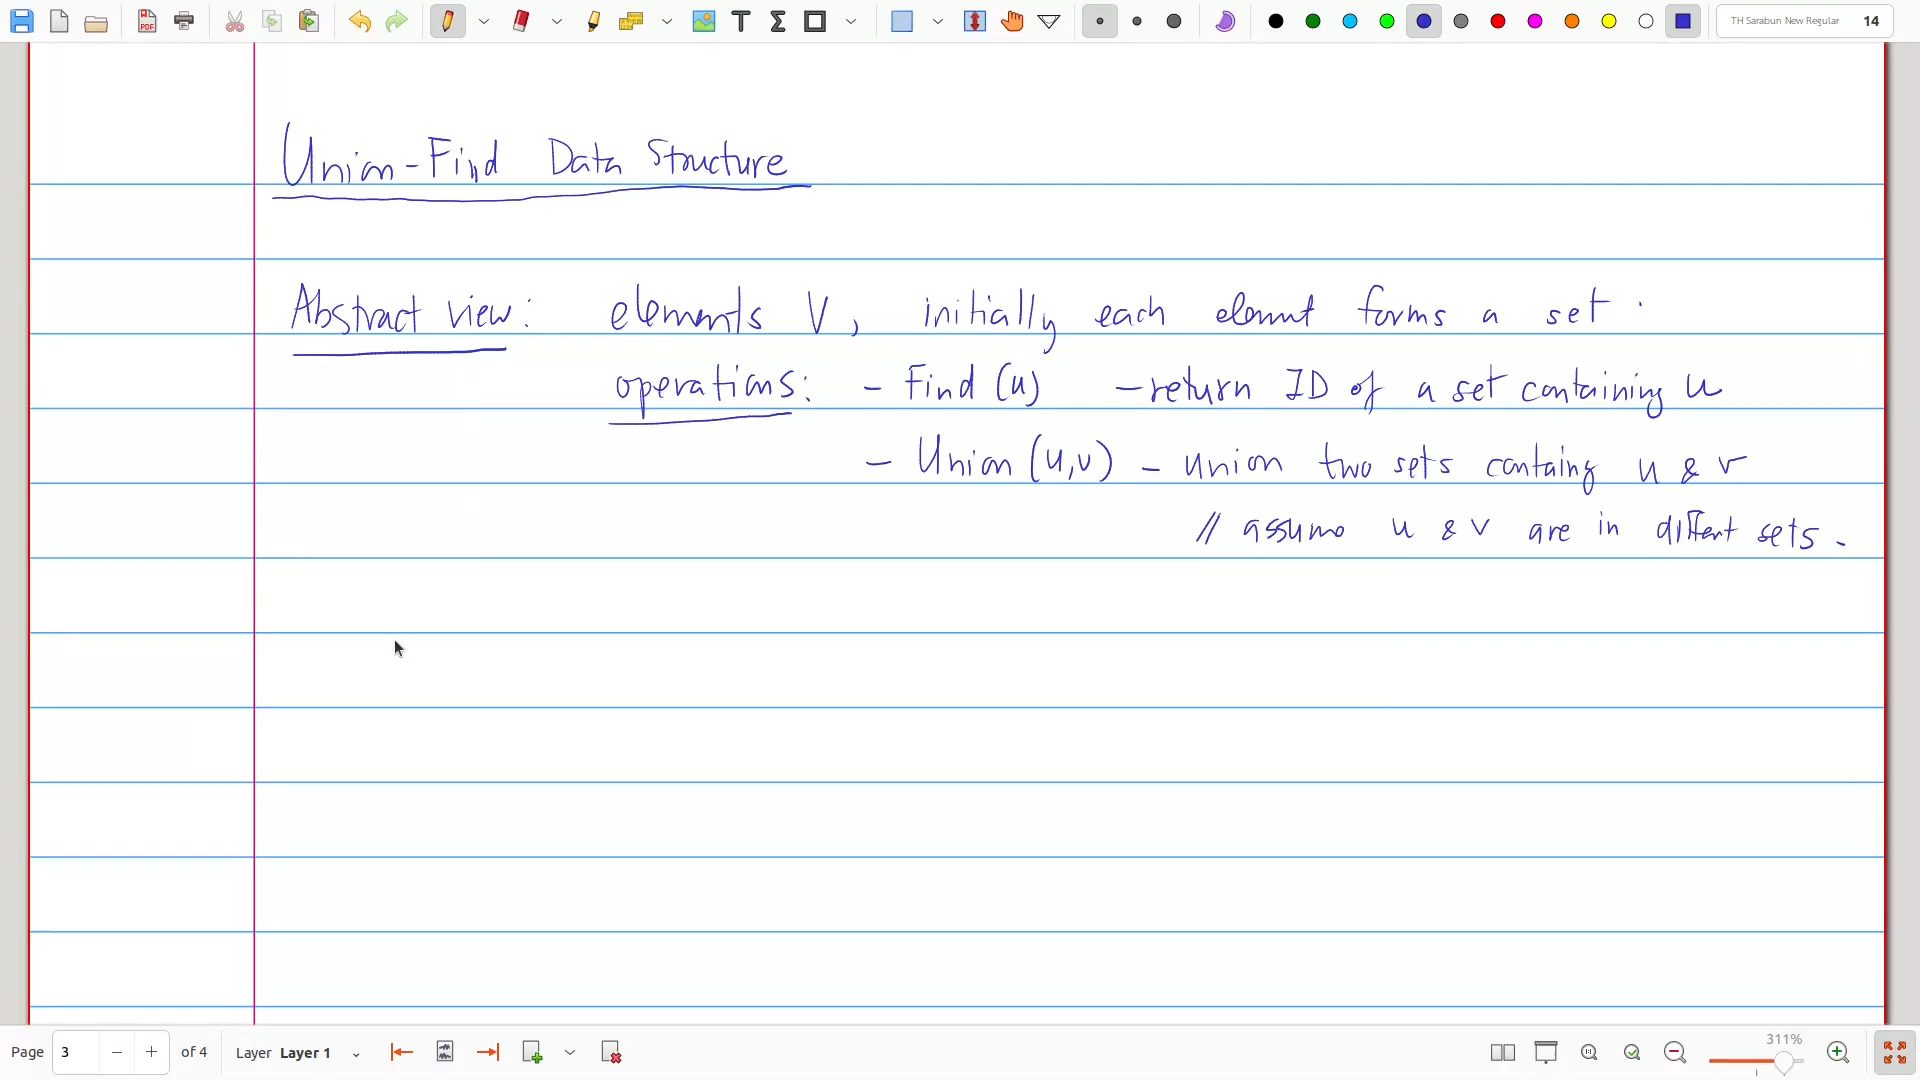 TH Sarabun New Regular 14
Union-Find Data Structure
Abstract view: elements V, initially each element forms a set.
operations: - Find (u) - return ID of a set containing u
- Union (u,v) - union two sets containg u & v
// assume u & v are in different sets.
Page 3 of 4 Layer Layer 1 311%